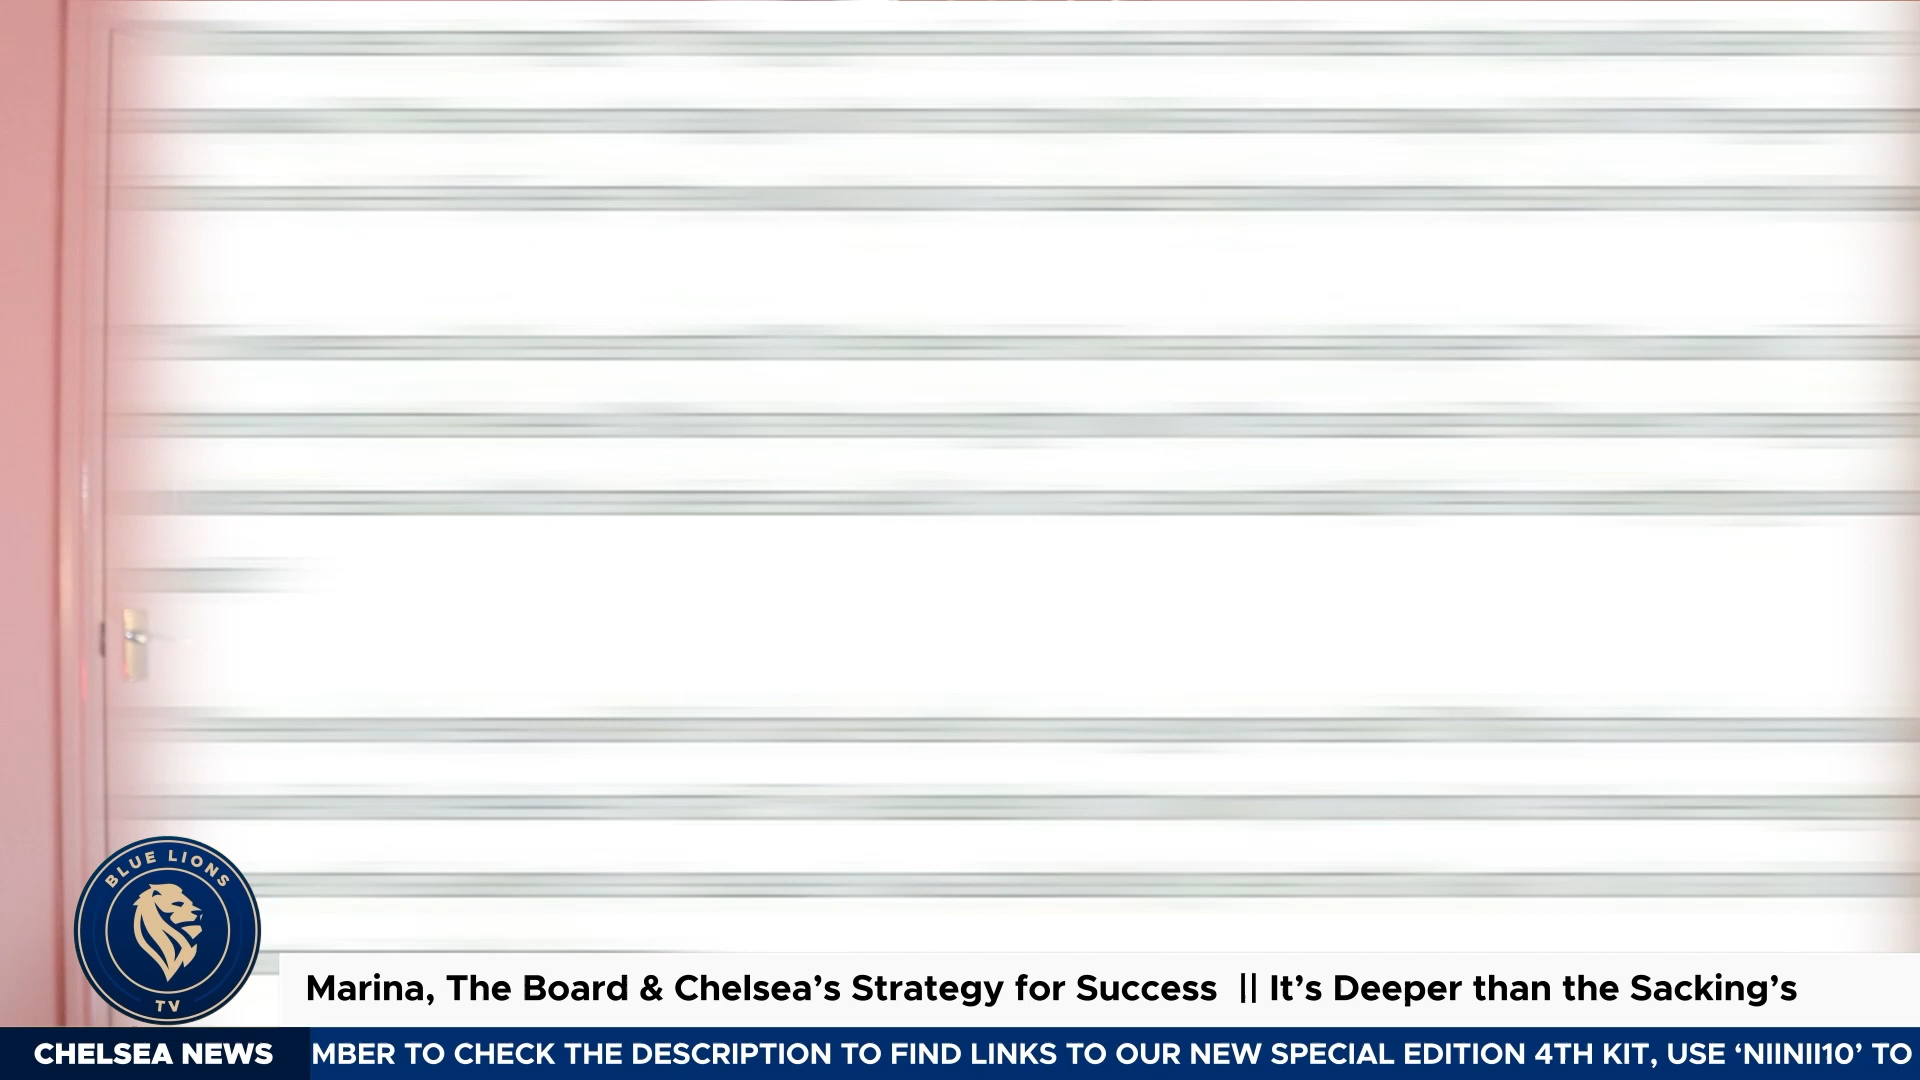 BLUE LIONS
TV
Marina, The Board & Chelsea’s Strategy for Success || It’s Deeper than the Sacking’s
CHELSEA NEWS
MBER TO CHECK THE DESCRIPTION TO FIND LINKS TO OUR NEW SPECIAL EDITION 4TH KIT, USE ‘NIINII10’ TO